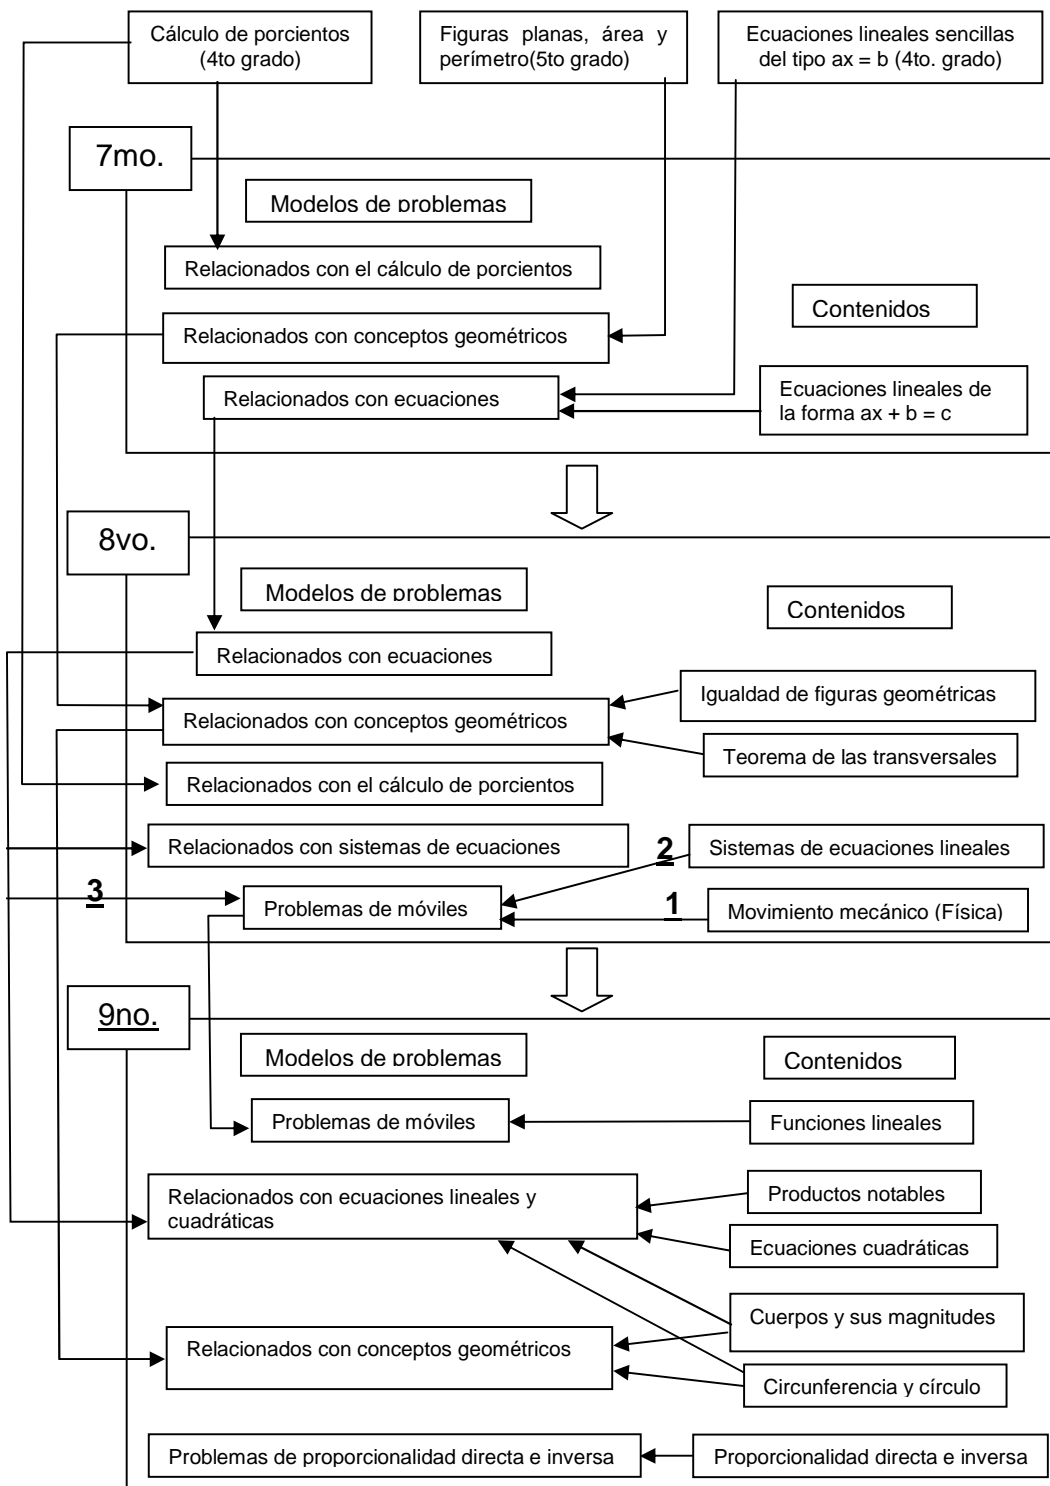 Cálculo de porcientos
(4to grado)
Figuras planas, área y
perímetro(5to grado)
Ecuaciones lineales sencillas
del tipo ax = b (4to. grado)
7mo.
Modelos de problemas
Relacionados con el cálculo de porcientos
Contenidos
Relacionados con conceptos geométricos
Relacionados con ecuaciones
Ecuaciones lineales de
la forma ax + b = c
8vo.
Modelos de problemas
Contenidos
Relacionados con ecuaciones
Igualdad de figuras geométricas
Relacionados con conceptos geométricos
Teorema de las transversales
Relacionados con el cálculo de porcientos
Relacionados con sistemas de ecuaciones
2
Sistemas de ecuaciones lineales
3
Problemas de móviles
1
Movimiento mecánico (Física)
9no.
Modelos de problemas
Contenidos
Problemas de móviles
Funciones lineales
Relacionados con ecuaciones lineales y
cuadráticas
Productos notables
Ecuaciones cuadráticas
Cuerpos y sus magnitudes
Relacionados con conceptos geométricos
Circunferencia y círculo
Problemas de proporcionalidad directa e inversa
Proporcionalidad directa e inversa